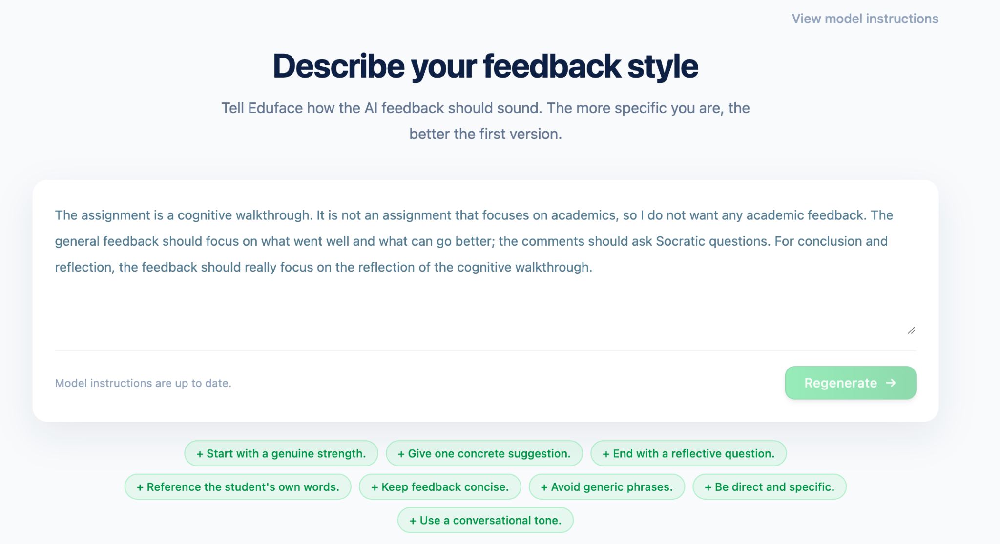 View model instructions
Describe your feedback style
Tell Eduface how the AI feedback should sound. The more specific you are, the
better the first version.
The assignment is a cognitive walkthrough. It is not an assignment that focuses on academics, so I do not want any academic feedback. The
general feedback should focus on what went well and what can go better; the comments should ask Socratic questions. For conclusion and
reflection, the feedback should really focus on the reflection of the cognitive walkthrough.
Model instructions are up to date.
Regenerate →
+ Start with a genuine strength.
+ Give one concrete suggestion.
+ End with a reflective question.
+ Reference the student's own words.
+ Keep feedback concise.
+ Avoid generic phrases.
+ Be direct and specific.
+ Use a conversational tone.